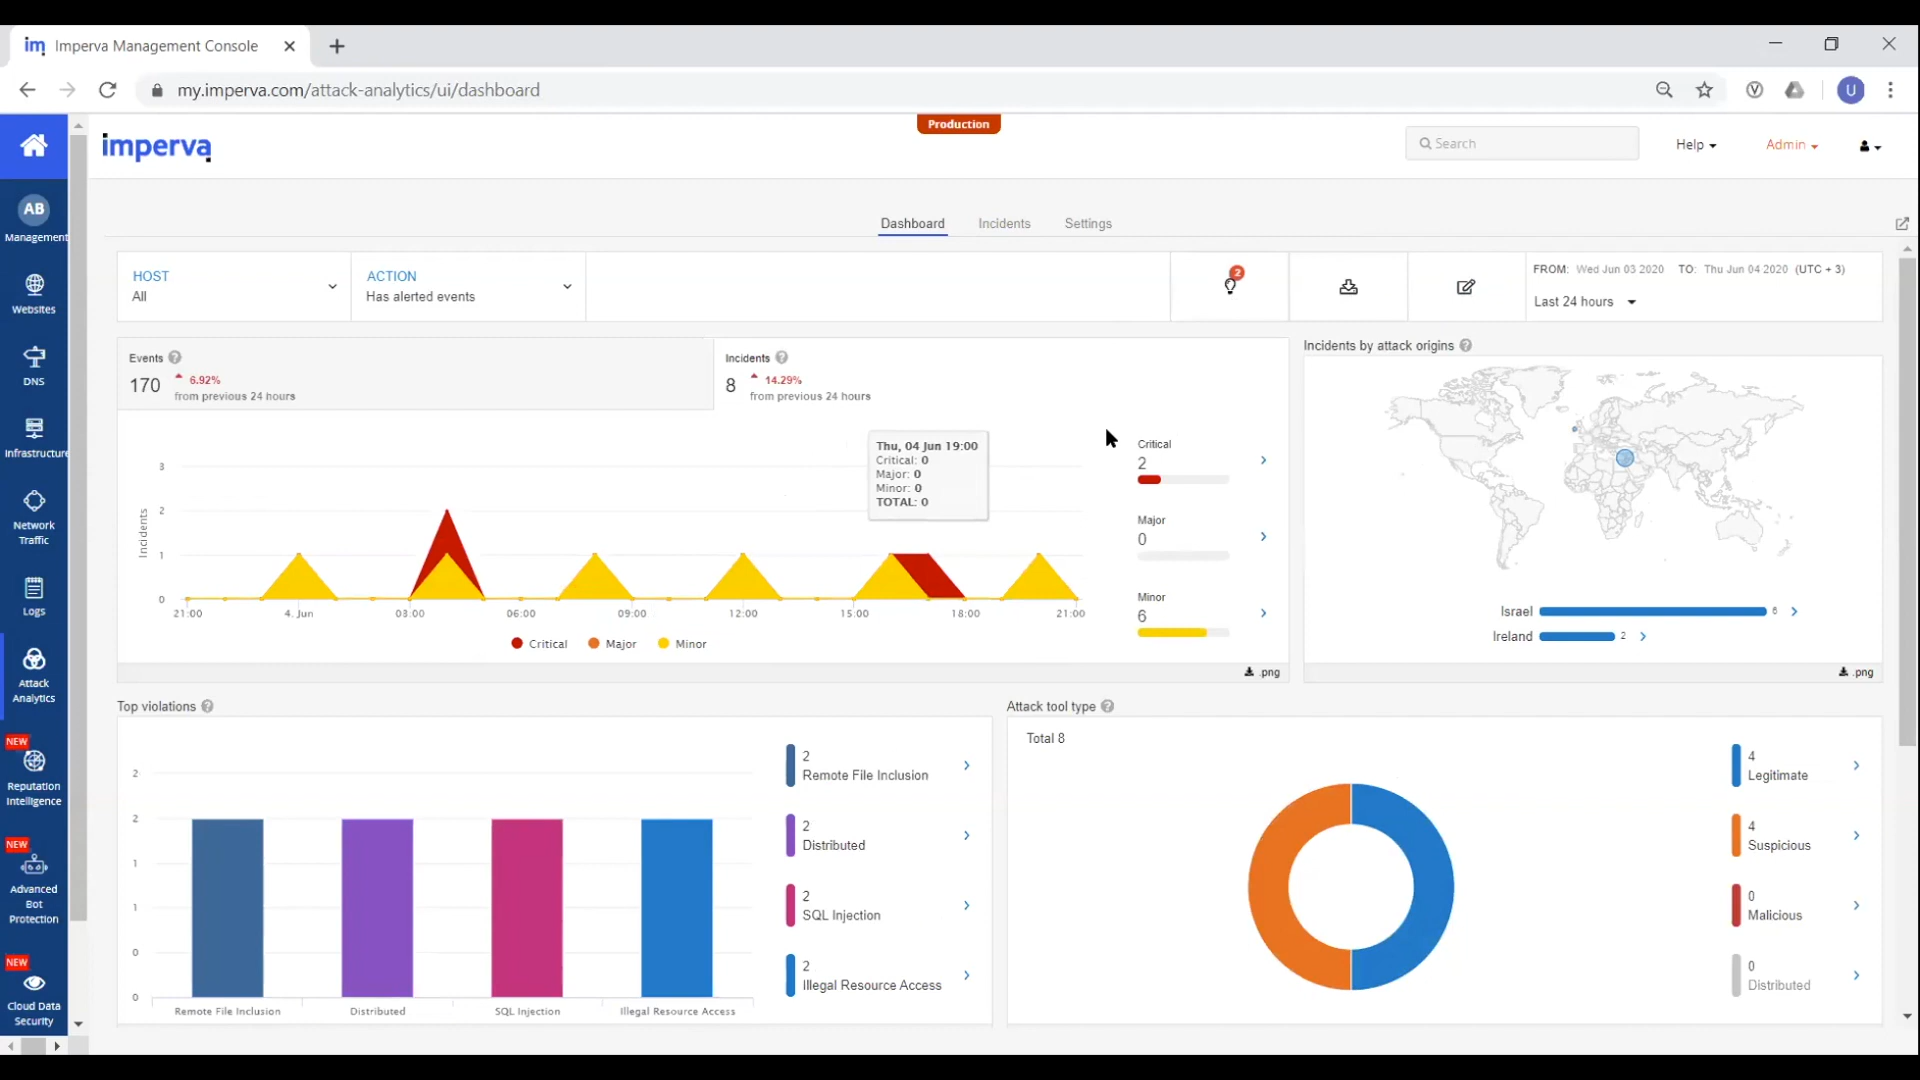 im Imperva Management Console
my.imperva.com/attack-analytics/ui/dashboard
U
imperva
Production
Search
Help
Admin
AB
Management
Websites
DNS
Infrastructure
Network
Traffic
Logs
Attack
Analytics
NEW
Reputation
Intelligence
NEW
Advanced
Bot
Protection
NEW
Cloud Data
Security
Dashboard
Incidents
Settings
HOST
All
ACTION
Has alerted events
2
FROM: Wed Jun 03 2020 TO: Thu Jun 04 2020 (UTC + 3)
Last 24 hours
Events
170
6.92%
from previous 24 hours
Incidents
8
14.29%
from previous 24 hours
Thu, 04 Jun 19:00
Critical: 0
Major: 0
Minor: 0
TOTAL: 0
Incidents
3
2
1
0
21:00
4. Jun
03:00
06:00
09:00
12:00
15:00
18:00
21:00
Critical
Major
Minor
Critical
2
Major
0
Minor
6
.png
Incidents by attack origins
Israel 6
Ireland 2
.png
Top violations
2
2
1
1
0
0
Remote File Inclusion
Distributed
SQL Injection
Illegal Resource Access
2
Remote File Inclusion
2
Distributed
2
SQL Injection
2
Illegal Resource Access
Attack tool type
Total 8
4
Legitimate
4
Suspicious
0
Malicious
0
Distributed